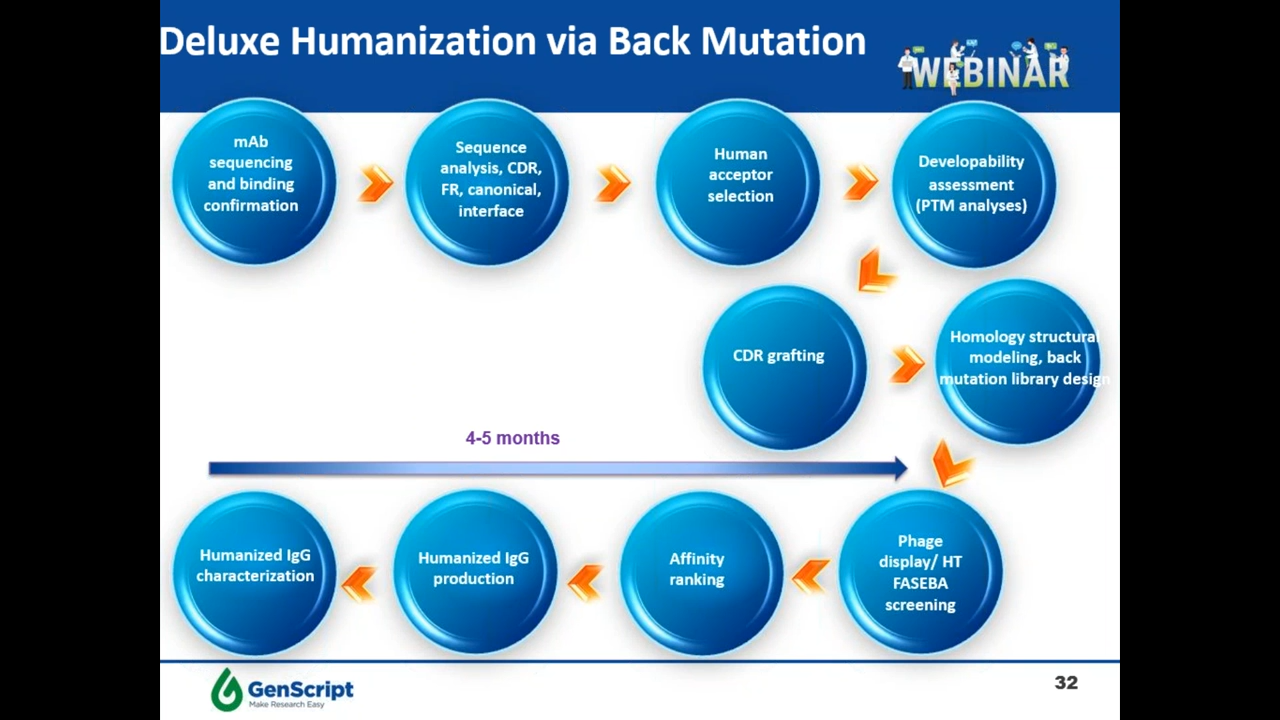 Deluxe Humanization via Back Mutation
WEBINAR
mAb
sequencing
and binding
confirmation
Sequence
analysis, CDR,
FR, canonical,
interface
Human
acceptor
selection
Developability
assessment
(PTM analyses)
CDR grafting
Homology structural
modeling, back
mutation library design
4-5 months
Phage
display/ HT
FASEBA
screening
Affinity
ranking
Humanized IgG
production
Humanized IgG
characterization
GenScript
Make Research Easy
32